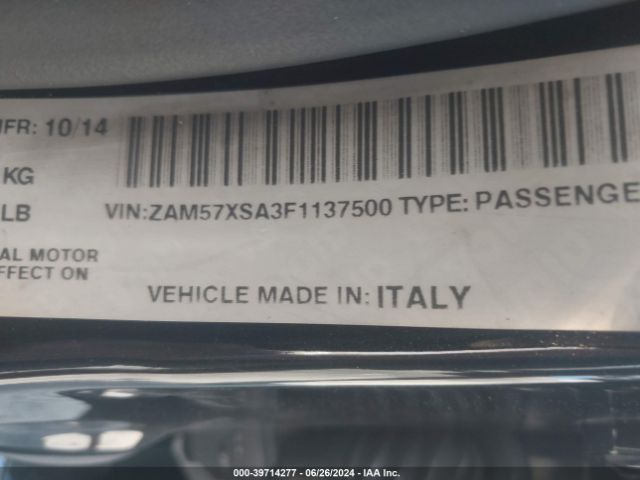 MFR: 10/14
KG
LB
VIN:ZAM57XSA3F1137500 TYPE: PASSENGE
AL MOTOR
EFFECT ON
VEHICLE MADE IN: ITALY
000-39714277 - 06/26/2024 - IAA Inc.